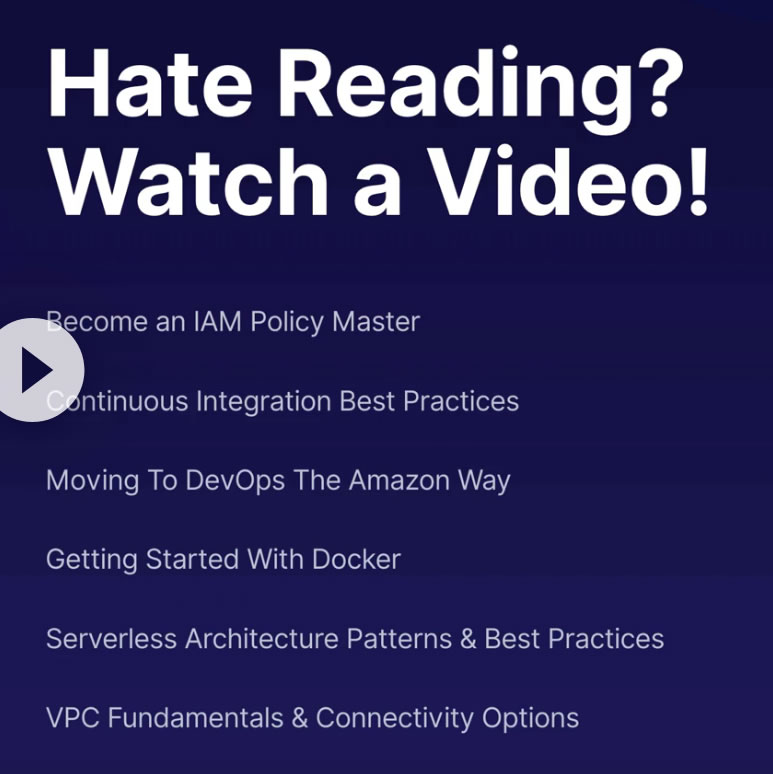 Hate Reading?
Watch a Video!
Become an IAM Policy Master
Continuous Integration Best Practices
Moving To DevOps The Amazon Way
Getting Started With Docker
Serverless Architecture Patterns & Best Practices
VPC Fundamentals & Connectivity Options